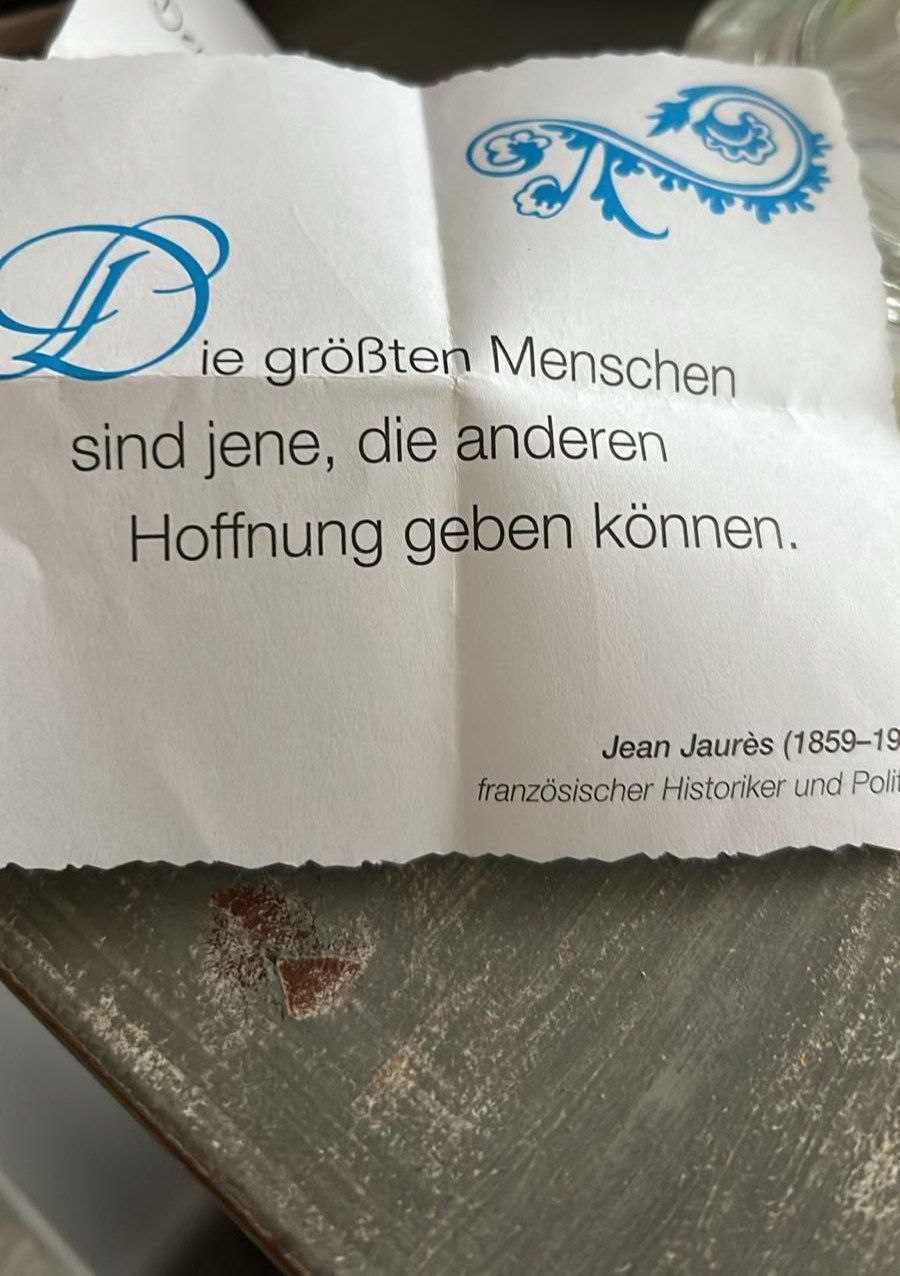 Die größten Menschen
sind jene, die anderen
Hoffnung geben können.
Jean Jaurès (1859–19
französischer Historiker und Polit